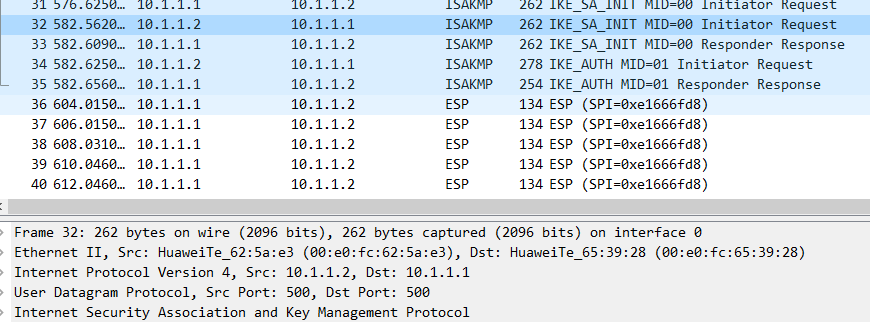 31 576.6250… 10.1.1.1 10.1.1.2 ISAKMP 262 IKE_SA_INIT MID=00 Initiator Request
32 582.5620… 10.1.1.2 10.1.1.1 ISAKMP 262 IKE_SA_INIT MID=00 Initiator Request
33 582.6090… 10.1.1.1 10.1.1.2 ISAKMP 262 IKE_SA_INIT MID=00 Responder Response
34 582.6250… 10.1.1.2 10.1.1.1 ISAKMP 278 IKE_AUTH MID=01 Initiator Request
35 582.6560… 10.1.1.1 10.1.1.2 ISAKMP 254 IKE_AUTH MID=01 Responder Response
36 604.0150… 10.1.1.1 10.1.1.2 ESP 134 ESP (SPI=0xe1666fd8)
37 606.0150… 10.1.1.1 10.1.1.2 ESP 134 ESP (SPI=0xe1666fd8)
38 608.0310… 10.1.1.1 10.1.1.2 ESP 134 ESP (SPI=0xe1666fd8)
39 610.0460… 10.1.1.1 10.1.1.2 ESP 134 ESP (SPI=0xe1666fd8)
40 612.0460… 10.1.1.1 10.1.1.2 ESP 134 ESP (SPI=0xe1666fd8)
Frame 32: 262 bytes on wire (2096 bits), 262 bytes captured (2096 bits) on interface 0
Ethernet II, Src: HuaweiTe_62:5a:e3 (00:e0:fc:62:5a:e3), Dst: HuaweiTe_65:39:28 (00:e0:fc:65:39:28)
Internet Protocol Version 4, Src: 10.1.1.2, Dst: 10.1.1.1
User Datagram Protocol, Src Port: 500, Dst Port: 500
Internet Security Association and Key Management Protocol